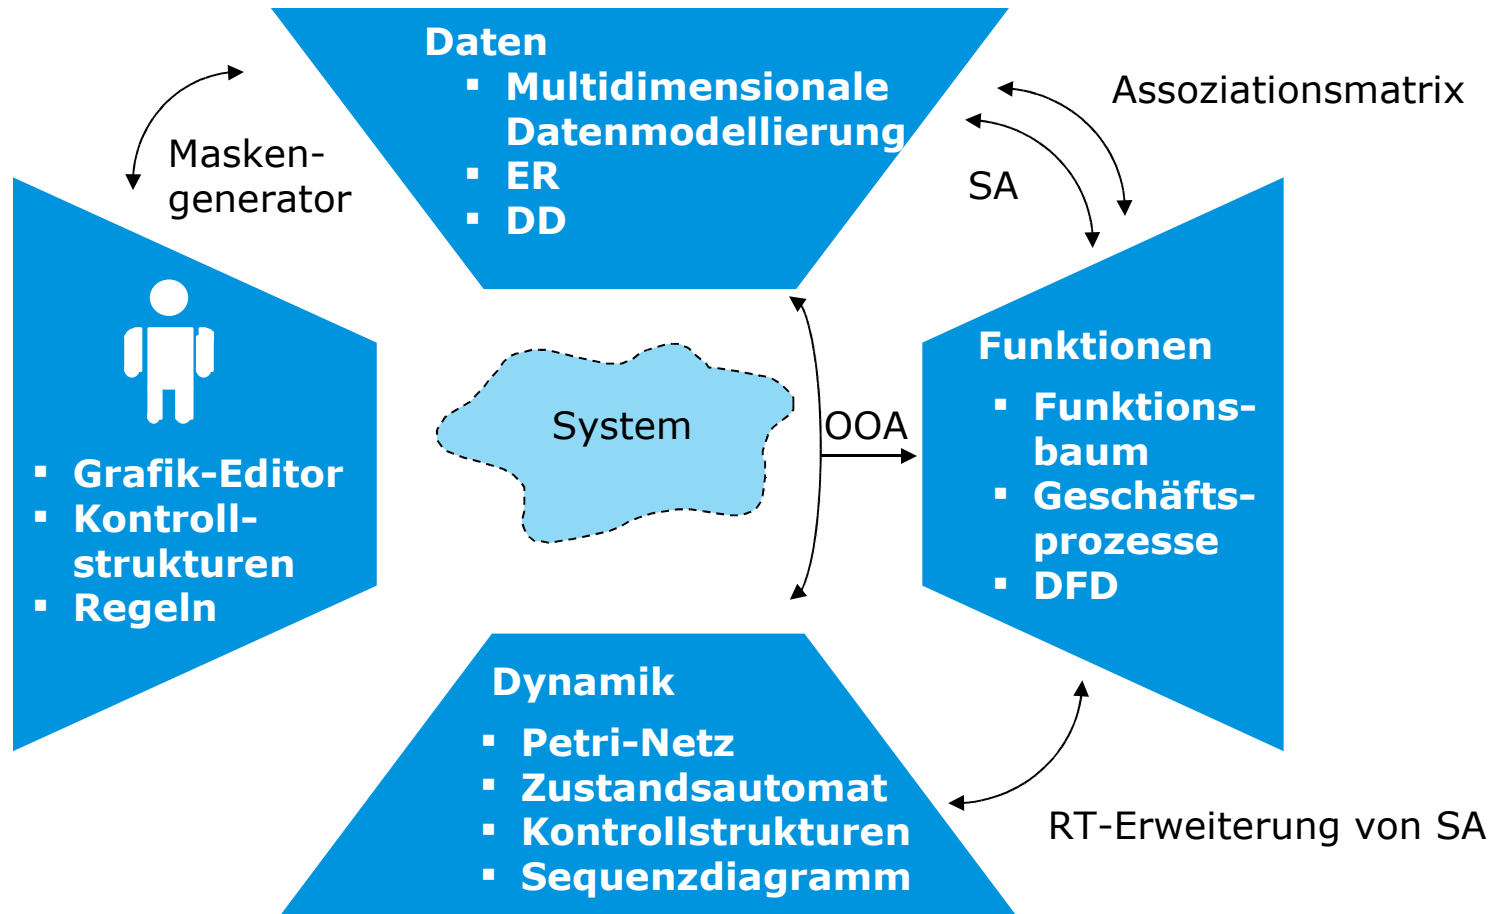 Daten
▪ Multidimensionale
Datenmodellierung
▪ ER
▪ DD
Assoziationsmatrix
SA
Masken-
generator
▪ Grafik-Editor
▪ Kontroll-
strukturen
▪ Regeln
System
OOA
Funktionen
▪ Funktions-
baum
▪ Geschäfts-
prozesse
▪ DFD
Dynamik
▪ Petri-Netz
▪ Zustandsautomat
▪ Kontrollstrukturen
▪ Sequenzdiagramm
RT-Erweiterung von SA